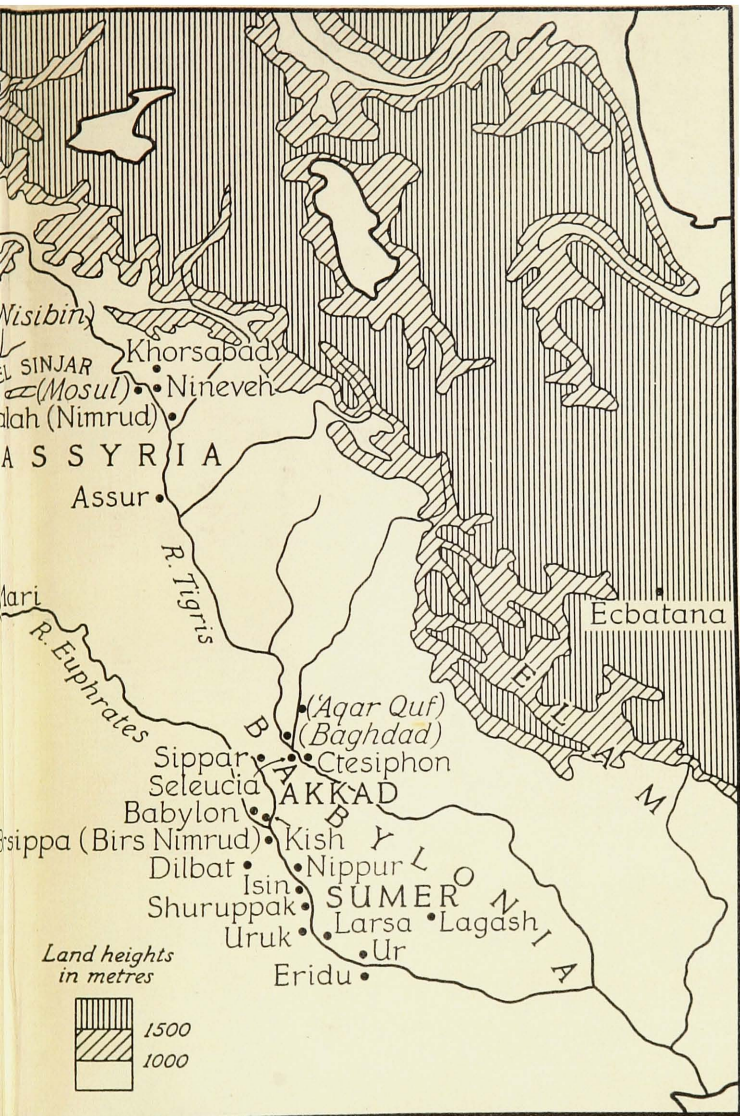 Nisibin)
Khorsabad
EL SINJAR
(Mosul)
Nineveh
alah (Nimrud)
ASSYRIA
Assur
R. Tigris
Mari
R. Euphrates
Ecbatana
ELAM
('Aqar Quf)
(Baghdad)
BABYLONIA
Sippar
Ctesiphon
Seleucia
AKKAD
Babylon
rsippa (Birs Nimrud)
Kish
Dilbat
Nippur
Isin
SUMER
Shuruppak
Larsa
Lagash
Uruk
Ur
Eridu
Land heights
in metres
1500
1000